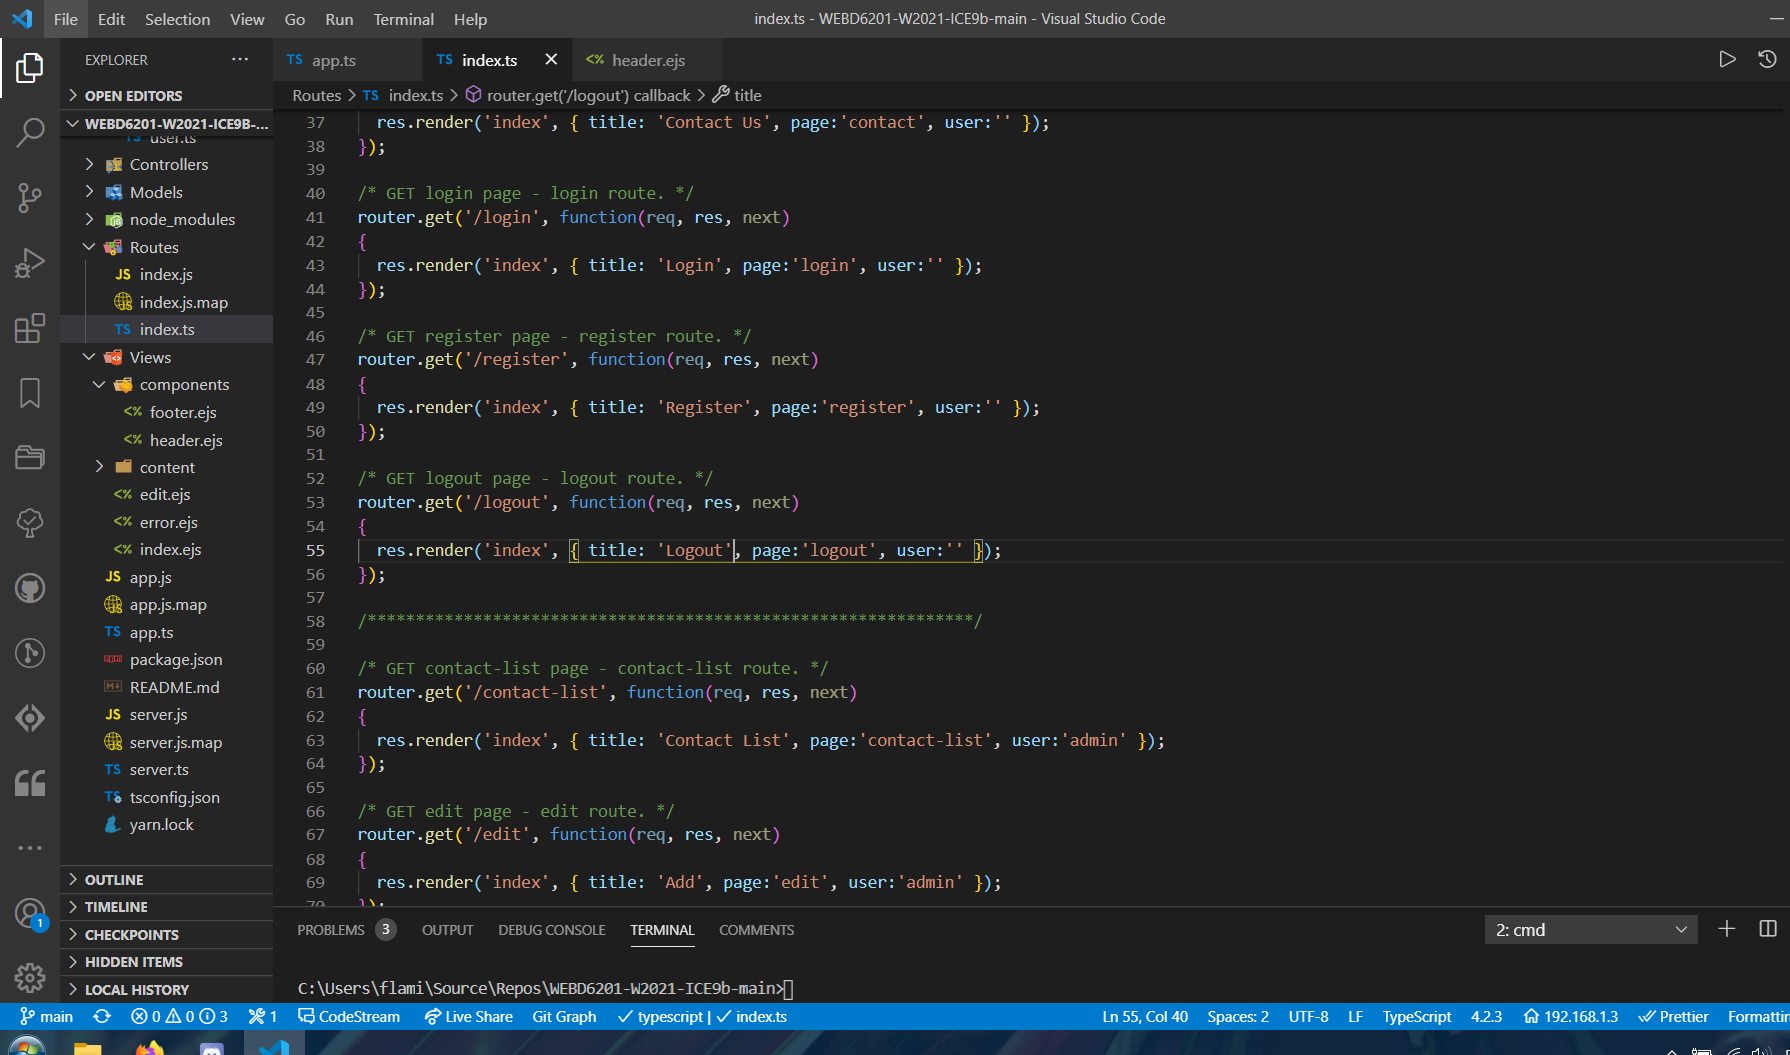 File Edit Selection View Go Run Terminal Help
index.ts - WEBD6201-W2021-ICE9b-main - Visual Studio Code
EXPLORER
OPEN EDITORS
WEBD6201-W2021-ICE9B-...
TS user.ts
Controllers
Models
node_modules
Routes
JS index.js
index.js.map
TS index.ts
Views
components
<%> footer.ejs
<%> header.ejs
content
<%> edit.ejs
<%> error.ejs
<%> index.ejs
JS app.js
app.js.map
TS app.ts
package.json
README.md
JS server.js
server.js.map
TS server.ts
tsconfig.json
yarn.lock
OUTLINE
TIMELINE
CHECKPOINTS
HIDDEN ITEMS
LOCAL HISTORY
1
TS app.ts
TS index.ts
<%> header.ejs
Routes > TS index.ts > router.get('/logout') callback > title
37 res.render('index', { title: 'Contact Us', page:'contact', user:'' });
38 });
39
40 /* GET login page - login route. */
41 router.get('/login', function(req, res, next)
42 {
43 res.render('index', { title: 'Login', page:'login', user:'' });
44 });
45
46 /* GET register page - register route. */
47 router.get('/register', function(req, res, next)
48 {
49 res.render('index', { title: 'Register', page:'register', user:'' });
50 });
51
52 /* GET logout page - logout route. */
53 router.get('/logout', function(req, res, next)
54 {
55 res.render('index', { title: 'Logout', page:'logout', user:'' });
56 });
57
58 /***************************************************************/
59
60 /* GET contact-list page - contact-list route. */
61 router.get('/contact-list', function(req, res, next)
62 {
63 res.render('index', { title: 'Contact List', page:'contact-list', user:'admin' });
64 });
65
66 /* GET edit page - edit route. */
67 router.get('/edit', function(req, res, next)
68 {
69 res.render('index', { title: 'Add', page:'edit', user:'admin' });
70 });
PROBLEMS 3 OUTPUT DEBUG CONSOLE TERMINAL COMMENTS
2: cmd
C:\Users\flami\Source\Repos\WEBD6201-W2021-ICE9b-main>
main 0 0 3 1 CodeStream Live Share Git Graph typescript | index.ts
Ln 55, Col 40 Spaces: 2 UTF-8 LF TypeScript 4.2.3 192.168.1.3 Prettier Formattin